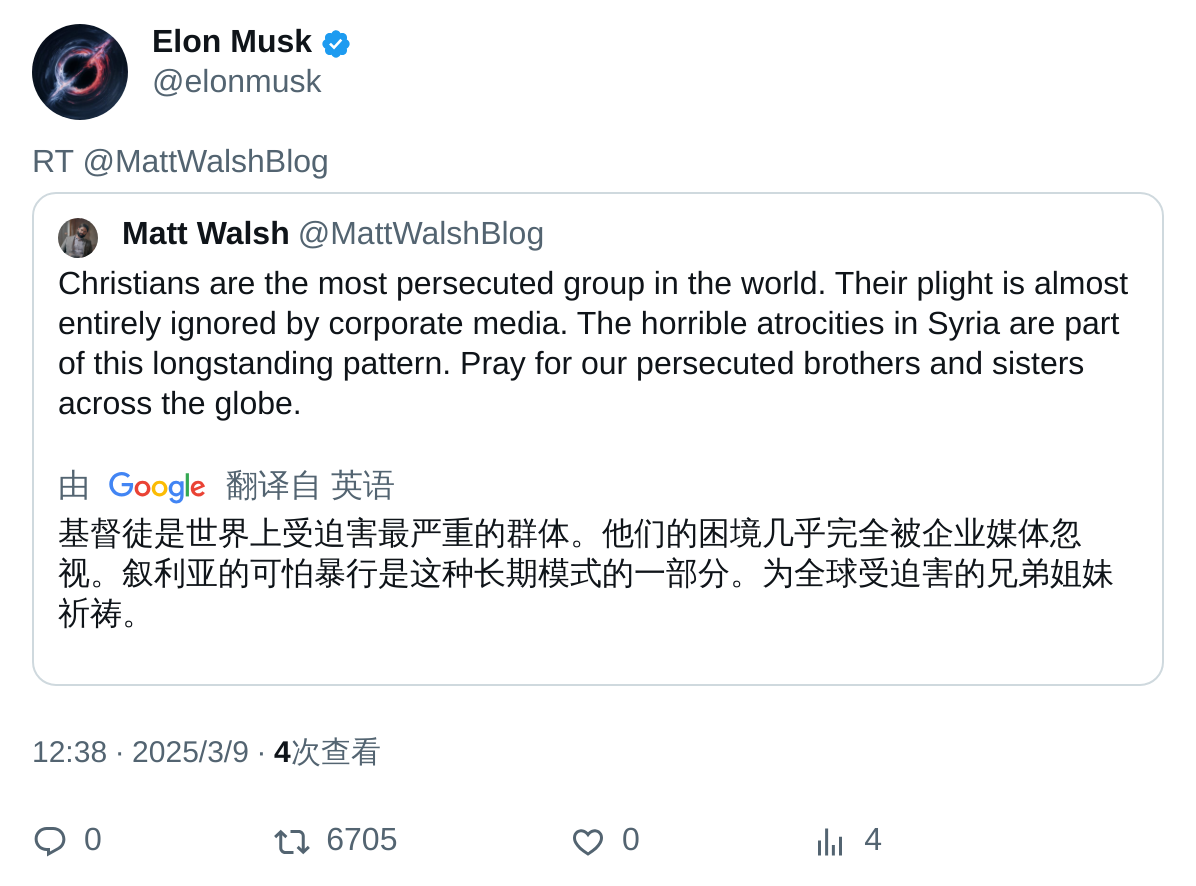 Elon Musk
@elonmusk
RT @MattWalshBlog
Matt Walsh @MattWalshBlog
Christians are the most persecuted group in the world. Their plight is almost
entirely ignored by corporate media. The horrible atrocities in Syria are part
of this longstanding pattern. Pray for our persecuted brothers and sisters
across the globe.
由 Google 翻译自 英语
基督徒是世界上受迫害最严重的群体。他们的困境几乎完全被企业媒体忽
视。叙利亚的可怕暴行是这种长期模式的一部分。为全球受迫害的兄弟姐妹
祈祷。
12:38 · 2025/3/9 · 4次查看
0 6705 0 4